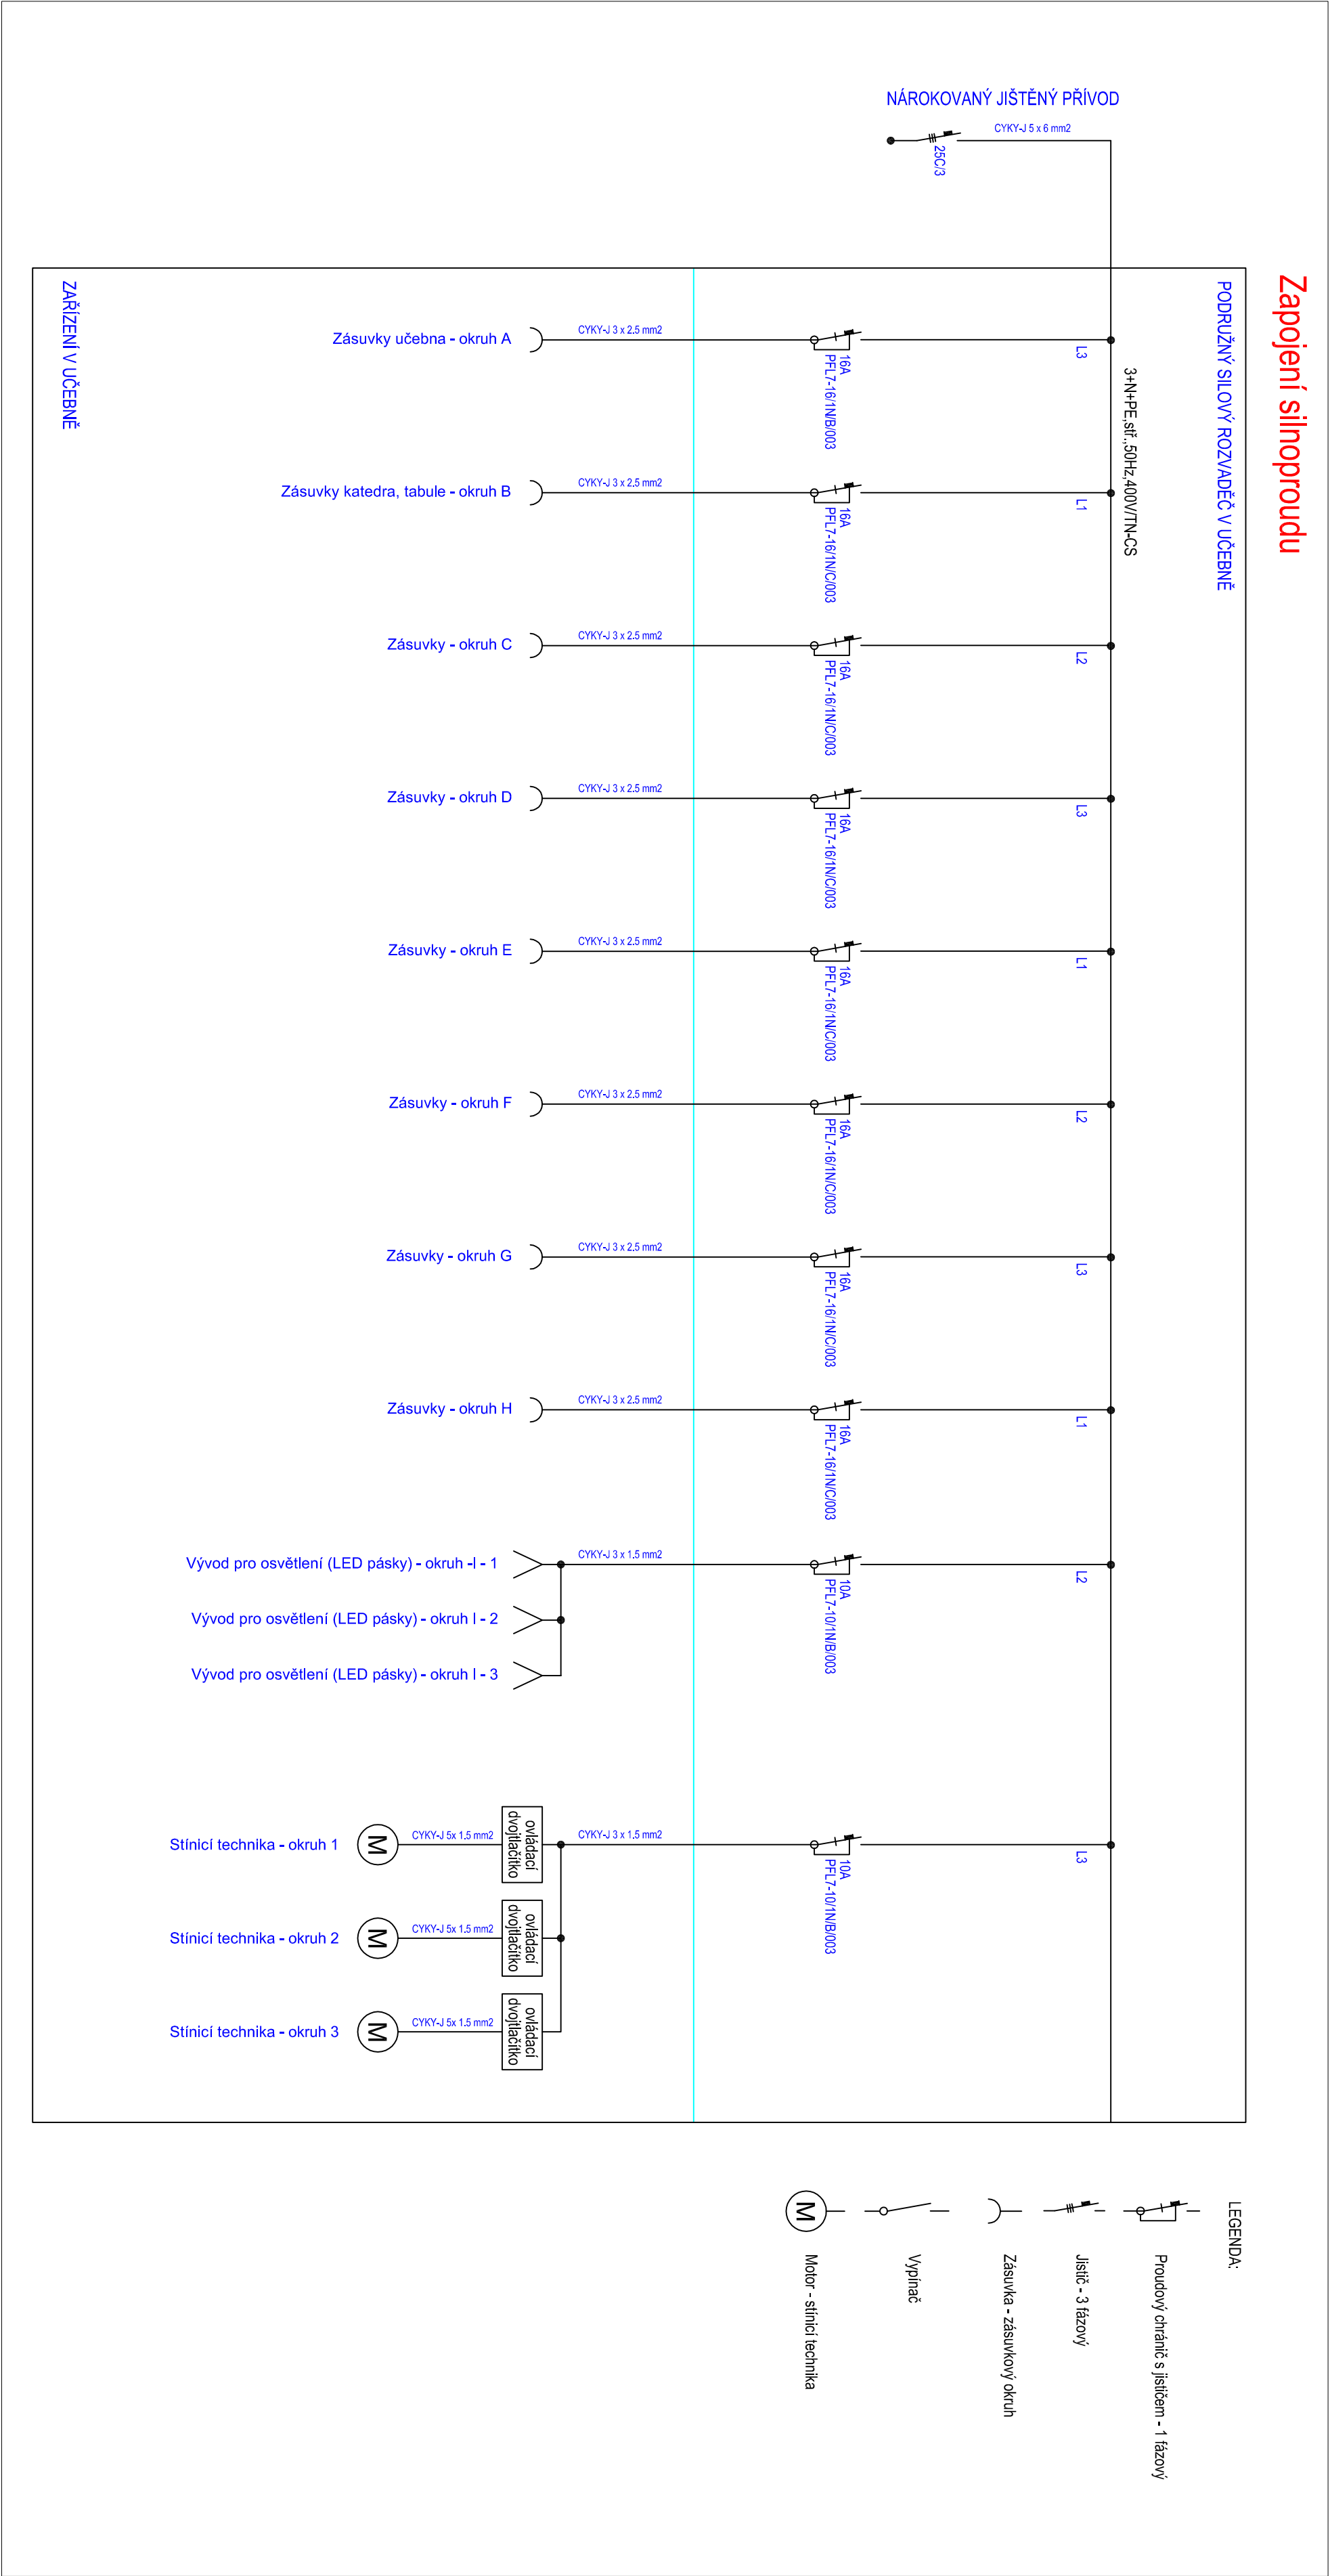 Zapojení silnoproudu
NÁROKOVANÝ JIŠTĚNÝ PŘÍVOD
CYKY-J 5 x 6 mm2
25C/3
PODRUŽNÝ SILOVÝ ROZVADĚČ V UČEBNĚ
3+N+PE,stř.,50Hz,400V/TN-CS
ZAŘÍZENÍ V UČEBNĚ
Zásuvky učebna - okruh A
CYKY-J 3 x 2.5 mm2
16A
PFL7-16/1N/B/003
L3
Zásuvky katedra, tabule - okruh B
CYKY-J 3 x 2.5 mm2
16A
PFL7-16/1N/C/003
L1
Zásuvky - okruh C
CYKY-J 3 x 2.5 mm2
16A
PFL7-16/1N/C/003
L2
Zásuvky - okruh D
CYKY-J 3 x 2.5 mm2
16A
PFL7-16/1N/C/003
L3
Zásuvky - okruh E
CYKY-J 3 x 2.5 mm2
16A
PFL7-16/1N/C/003
L1
Zásuvky - okruh F
CYKY-J 3 x 2.5 mm2
16A
PFL7-16/1N/C/003
L2
Zásuvky - okruh G
CYKY-J 3 x 2.5 mm2
16A
PFL7-16/1N/C/003
L3
Zásuvky - okruh H
CYKY-J 3 x 2.5 mm2
16A
PFL7-16/1N/C/003
L1
Vývod pro osvětlení (LED pásky) - okruh -I - 1
CYKY-J 3 x 1.5 mm2
10A
PFL7-10/1N/B/003
L2
Vývod pro osvětlení (LED pásky) - okruh I - 2
Vývod pro osvětlení (LED pásky) - okruh I - 3
Stínicí technika - okruh 1
M
CYKY-J 5x 1.5 mm2
ovládací
dvojtlačítko
CYKY-J 3 x 1.5 mm2
10A
PFL7-10/1N/B/003
L3
Stínicí technika - okruh 2
M
CYKY-J 5x 1.5 mm2
ovládací
dvojtlačítko
Stínicí technika - okruh 3
M
CYKY-J 5x 1.5 mm2
ovládací
dvojtlačítko
LEGENDA:
Proudový chránič s jističem - 1 fázový
Jistič - 3 fázový
Zásuvka - zásuvkový okruh
Vypínač
M
Motor - stínicí technika